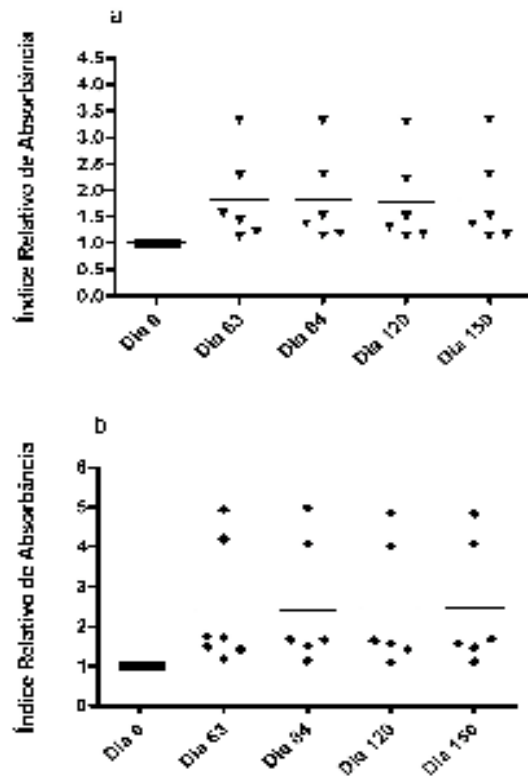 a
Índice Relativo de Absorbância
4.5
4.0
3.5
3.0
2.5
2.0
1.5
1.0
0.5
0.0
Dia 0
Dia 63
Dia 84
Dia 120
Dia 150
b
Índice Relativo de Absorbância
6
5
4
3
2
1
0
Dia 0
Dia 63
Dia 84
Dia 120
Dia 150